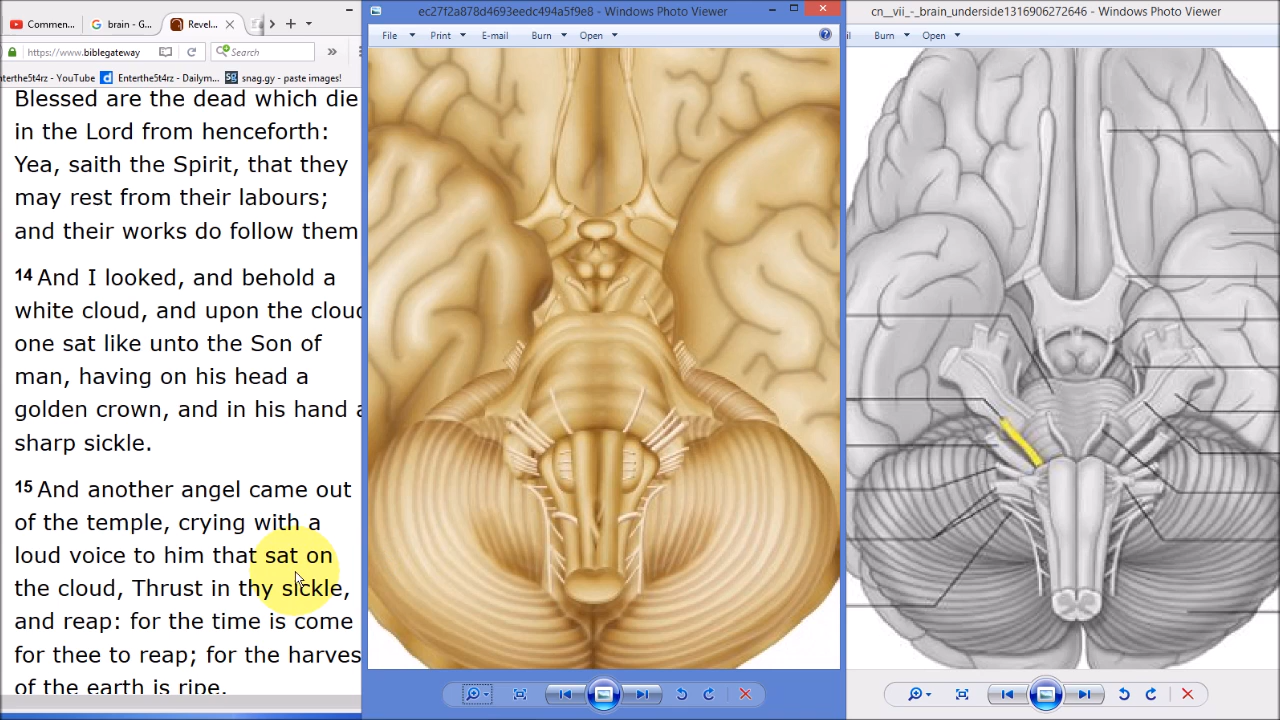 Commen...
brain - G...
Revel...
https://www.biblegateway
Search
nterthe5t4rz - YouTube
Enterthe5t4rz - Dailym...
snag.gy - paste images!
Blessed are the dead which die
in the Lord from henceforth:
Yea, saith the Spirit, that they
may rest from their labours;
and their works do follow them
14 And I looked, and behold a
white cloud, and upon the cloud
one sat like unto the Son of
man, having on his head a
golden crown, and in his hand a
sharp sickle.
15 And another angel came out
of the temple, crying with a
loud voice to him that sat on
the cloud, Thrust in thy sickle,
and reap: for the time is come
for thee to reap; for the harves
of the earth is ripe.
ec27f2a878d4693eedc494a5f9e8 - Windows Photo Viewer
File Print E-mail Burn Open
cn__vii_-_brain_underside1316906272646 - Windows Photo Viewer
il Burn Open